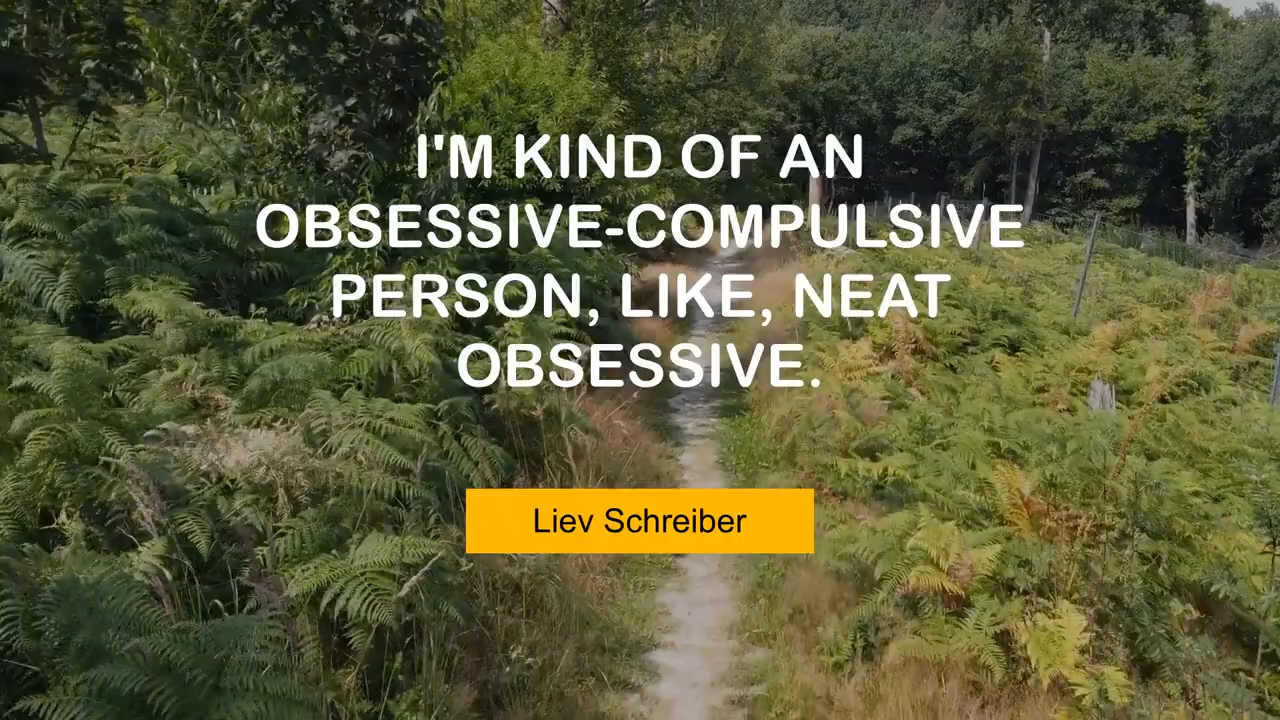 I'M KIND OF AN
OBSESSIVE-COMPULSIVE
PERSON, LIKE, NEAT
OBSESSIVE.
Liev Schreiber